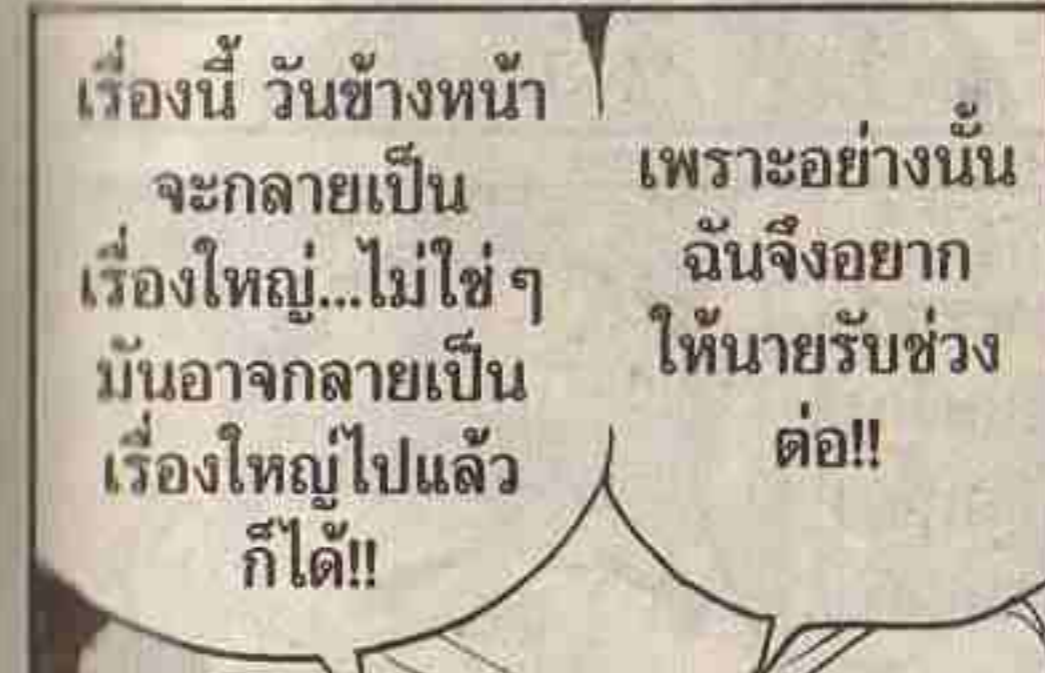 เรื่องนี้ วันข้างหน้า
จะกลายเป็น
เรื่องใหญ่...ไม่ใช่ ๆ
มันอาจกลายเป็น
เรื่องใหญ่ไปแล้ว
ก็ได้!!
เพราะอย่างนั้น
ฉันจึงอยาก
ให้นายรับช่วง
ต่อ!!